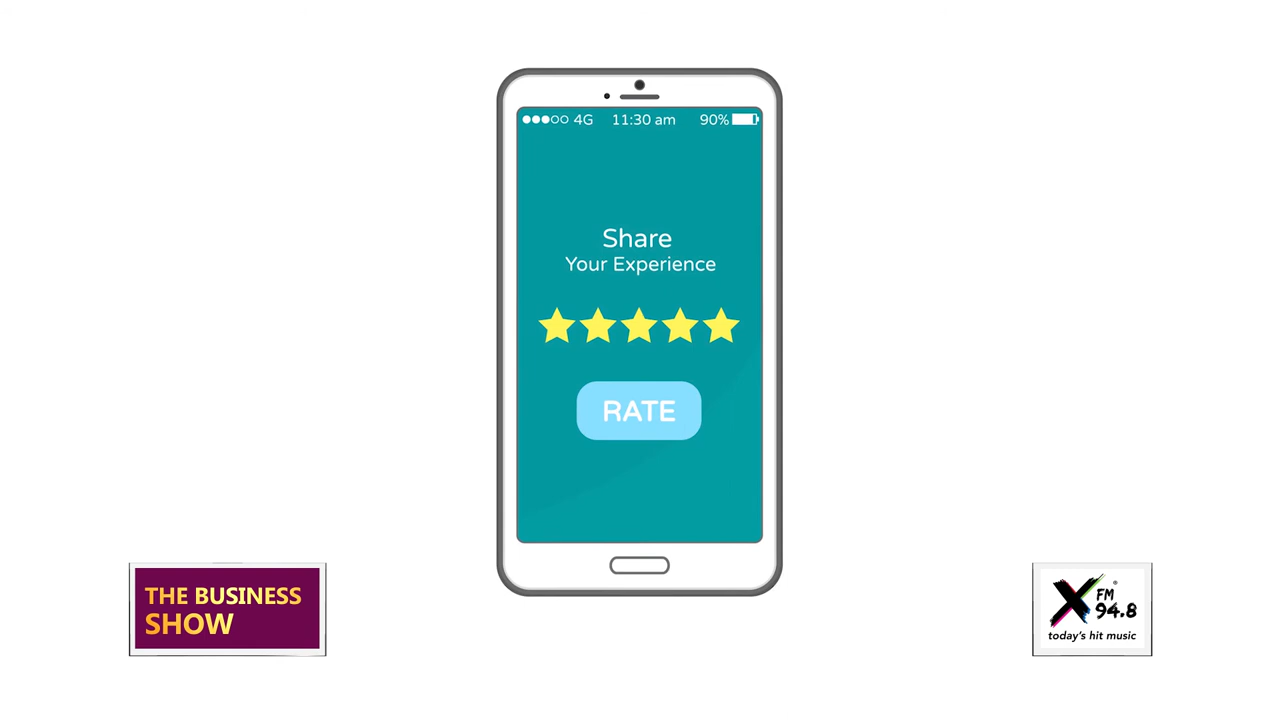 4G 11:30 am 90%
Share
Your Experience
RATE
THE BUSINESS
SHOW
X FM
94.8
today's hit music